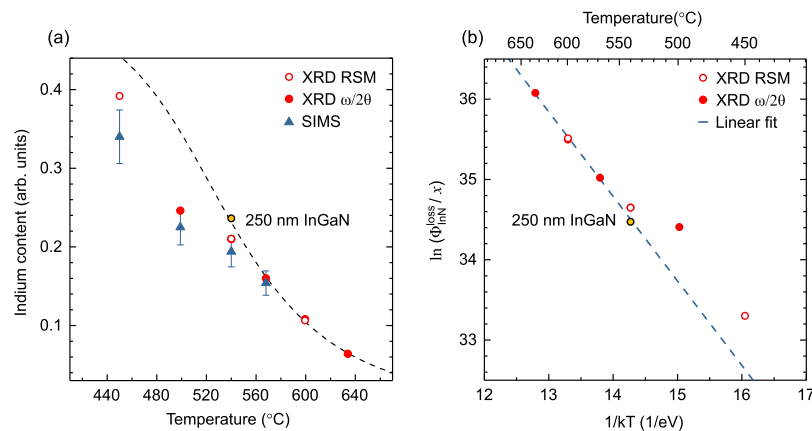 (a)
XRD RSM
XRD ω/2θ
SIMS
250 nm InGaN
Indium content (arb. units)
0.4
0.3
0.2
0.1
440 480 520 560 600 640
Temperature (°C)
(b)
Temperature(°C)
650 600 550 500 450
XRD RSM
XRD ω/2θ
Linear fit
250 nm InGaN
ln (Φ^loss_InN / x)
36
35
34
33
12 13 14 15 16 17
1/kT (1/eV)